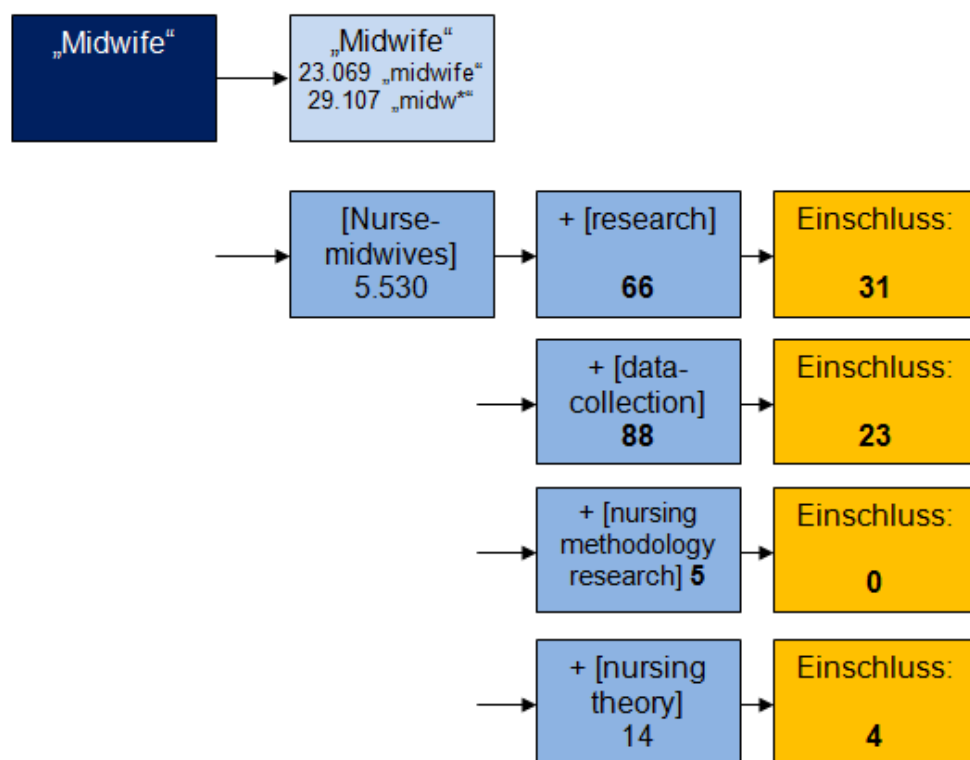 „Midwife“
„Midwife“
23.069 „midwife“
29.107 „midw*“
[Nurse-
midwives]
5.530
+ [research]
66
Einschluss:
31
+ [data-
collection]
88
Einschluss:
23
+ [nursing
methodology
research] 5
Einschluss:
0
+ [nursing
theory]
14
Einschluss:
4